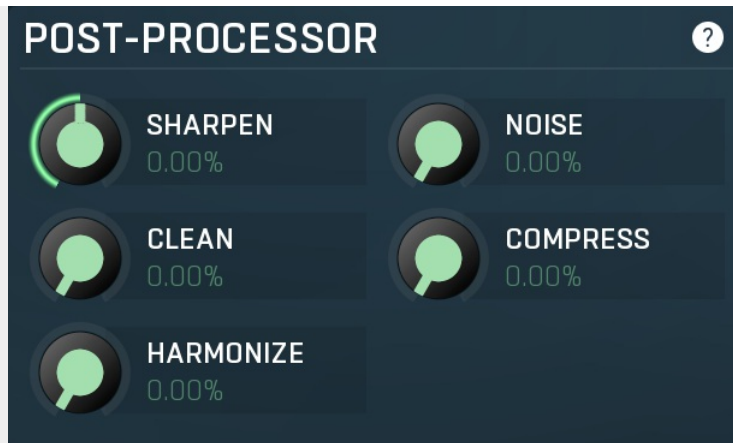 POST-PROCESSOR
?
SHARPEN
0.00%
NOISE
0.00%
CLEAN
0.00%
COMPRESS
0.00%
HARMONIZE
0.00%